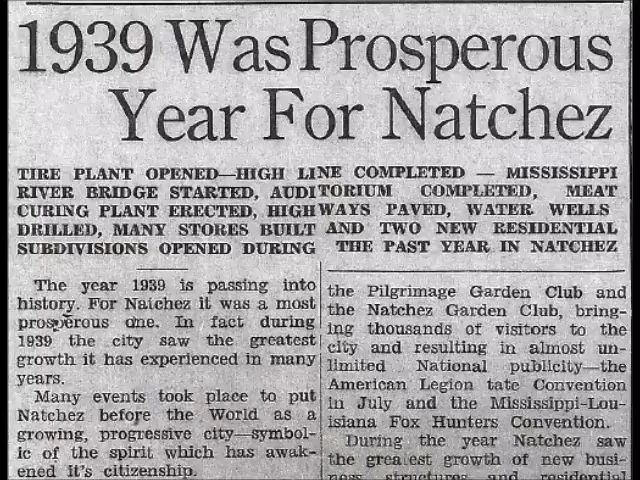 1939 Was Prosperous
Year For Natchez
TIRE PLANT OPENED—HIGH LINE COMPLETED — MISSISSIPPI
RIVER BRIDGE STARTED, AUDITORIUM COMPLETED, MEAT
CURING PLANT ERECTED, HIGHWAYS PAVED, WATER WELLS
DRILLED, MANY STORES BUILT AND TWO NEW RESIDENTIAL
SUBDIVISIONS OPENED DURING THE PAST YEAR IN NATCHEZ
The year 1939 is passing into
history. For Natchez it was a most
prosperous one. In fact during
1939 the city saw the greatest
growth it has experienced in many
years.
Many events took place to put
Natchez before the World as a
growing, progressive city—symbol-
ic of the spirit which has awak-
ened it's citizenship.
the Pilgrimage Garden Club and
the Natchez Garden Club, bring-
ing thousands of visitors to the
city and resulting in almost un-
limited National publicity—the
American Legion tate Convention
in July and the Mississippi-Lou-
isiana Fox Hunters Convention.
During the year Natchez saw
the greatest growth of new busi-
ness structures and residential